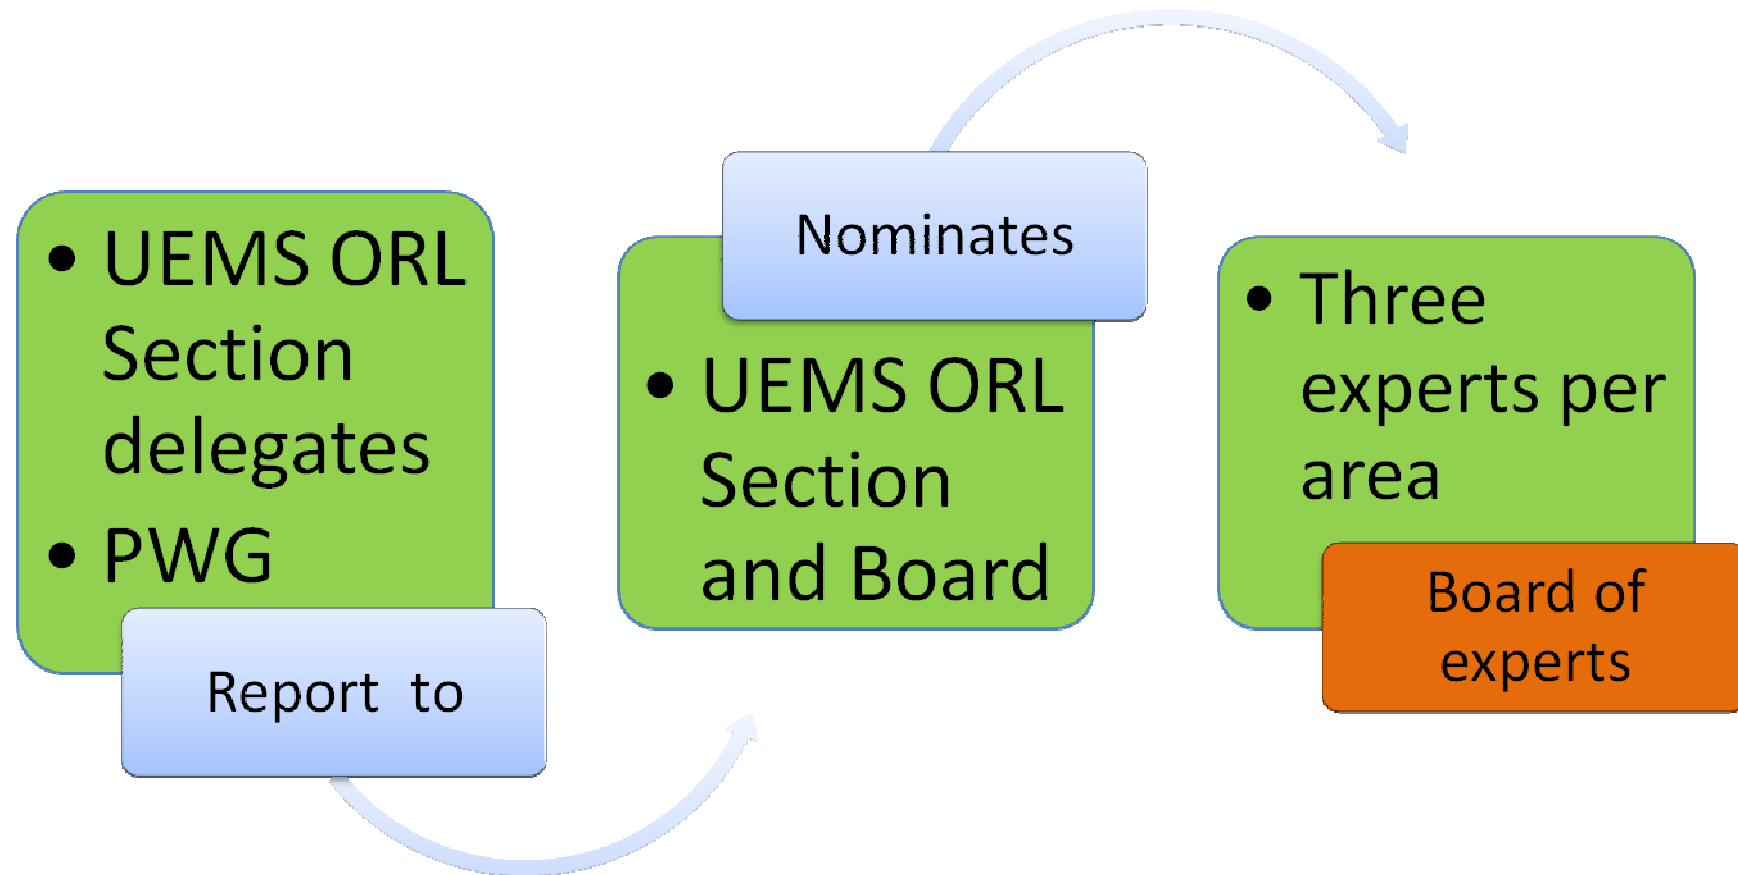 • UEMS ORL
Section
delegates
• PWG
Report to
Nominates
• UEMS ORL
Section
and Board
• Three
experts per
area
Board of
experts